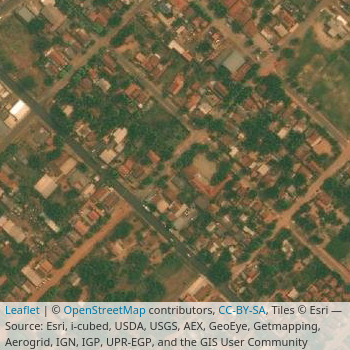 Leaflet | © OpenStreetMap contributors, CC-BY-SA, Tiles © Esri —
Source: Esri, i-cubed, USDA, USGS, AEX, GeoEye, Getmapping,
Aerogrid, IGN, IGP, UPR-EGP, and the GIS User Community